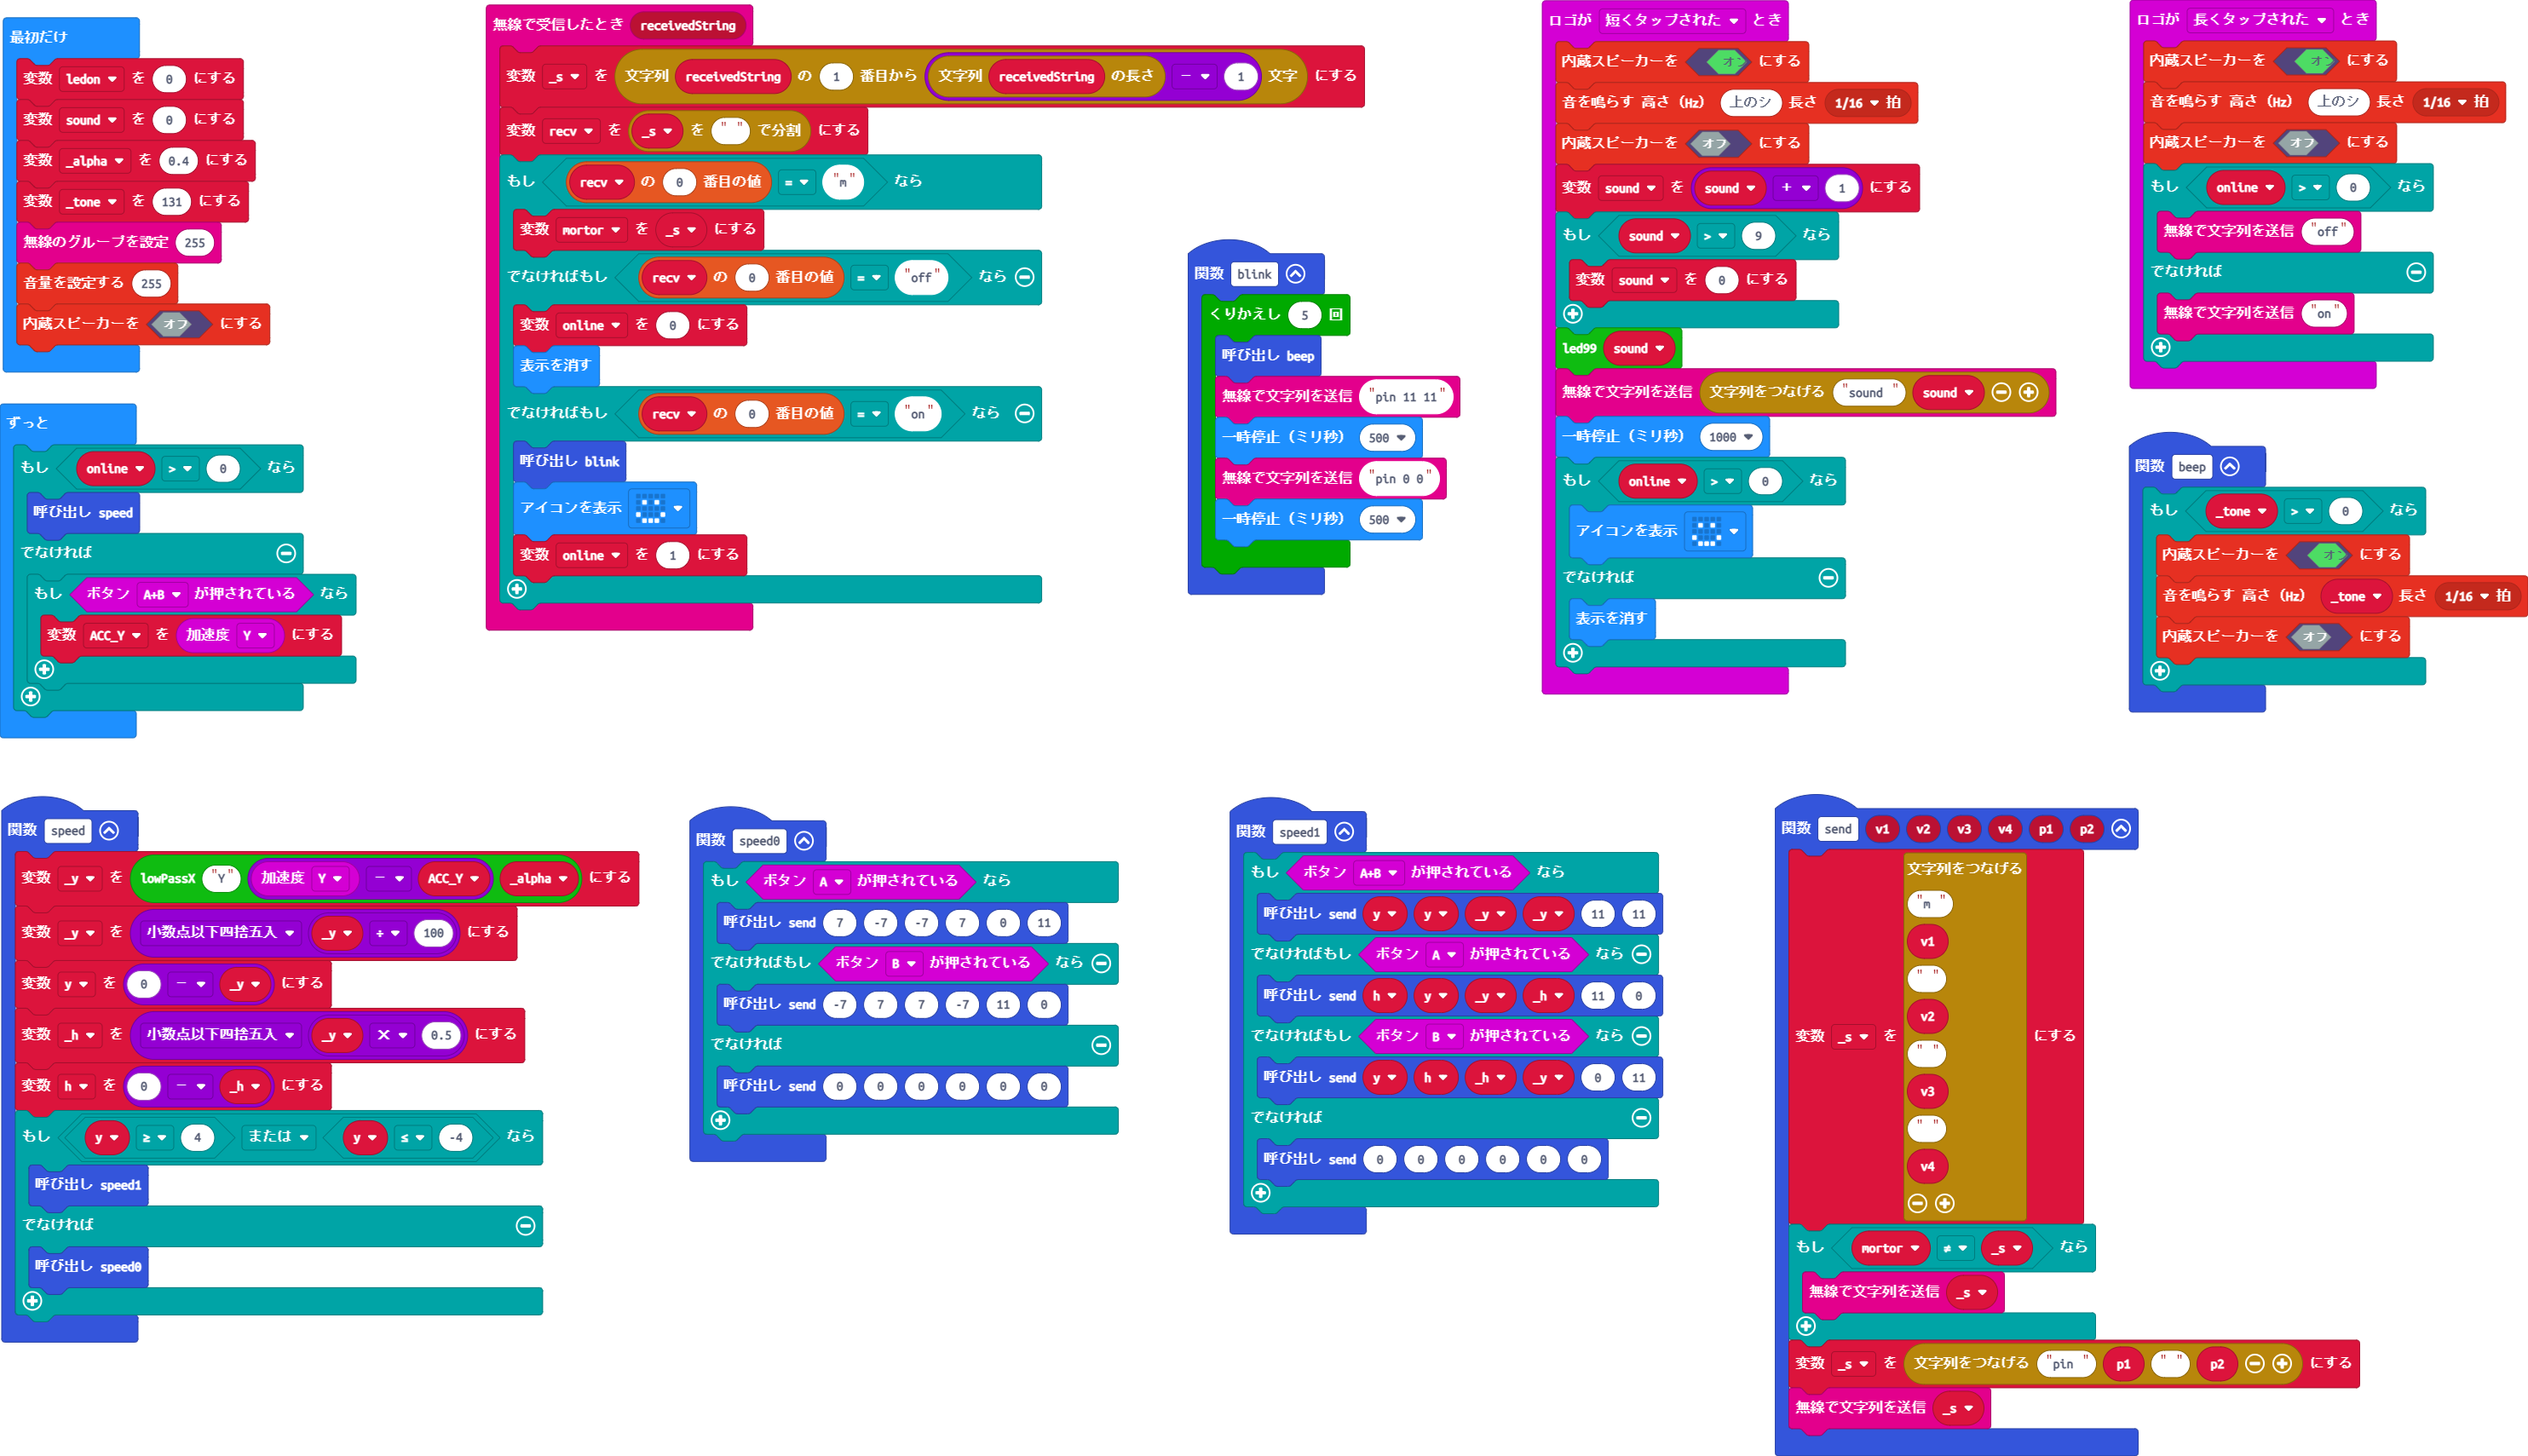 最初だけ
変数 ledon を 0 にする
変数 sound を 0 にする
変数 _alpha を 0.4 にする
変数 _tone を 131 にする
無線のグループを設定 255
音量を設定する 255
内蔵スピーカーを オフ にする
ずっと
もし online > 0 なら
呼び出し speed
でなければ
もし ボタン A+B が押されている なら
変数 ACC_Y を 加速度 Y にする
無線で受信したとき receivedString
変数 _s を 文字列 receivedString の 1 番目から 文字列 receivedString の長さ - 1 文字 にする
変数 recv を _s を " " で分割 にする
もし recv の 0 番目の値 = "m" なら
変数 mortor を _s にする
でなければもし recv の 0 番目の値 = "off" なら
変数 online を 0 にする
表示を消す
でなければもし recv の 0 番目の値 = "on" なら
呼び出し blink
アイコンを表示
変数 online を 1 にする
関数 blink
くりかえし 5 回
呼び出し beep
無線で文字列を送信 "pin 11 11"
一時停止（ミリ秒） 500
無線で文字列を送信 "pin 0 0"
一時停止（ミリ秒） 500
ロゴが 短くタップされた とき
内蔵スピーカーを オン にする
音を鳴らす 高さ（Hz） 上のシ 長さ 1/16 拍
内蔵スピーカーを オフ にする
変数 sound を sound + 1 にする
もし sound > 9 なら
変数 sound を 0 にする
led99 sound
無線で文字列を送信 文字列をつなげる "sound " sound
一時停止（ミリ秒） 1000
もし online > 0 なら
アイコンを表示
でなければ
表示を消す
ロゴが 長くタップされた とき
内蔵スピーカーを オン にする
音を鳴らす 高さ（Hz） 上のシ 長さ 1/16 拍
内蔵スピーカーを オフ にする
もし online > 0 なら
無線で文字列を送信 "off"
でなければ
無線で文字列を送信 "on"
関数 beep
もし _tone > 0 なら
内蔵スピーカーを オン にする
音を鳴らす 高さ（Hz） _tone 長さ 1/16 拍
内蔵スピーカーを オフ にする
関数 speed
変数 _y を lowPassX "Y" 加速度 Y - ACC_Y _alpha にする
変数 _y を 小数点以下四捨五入 _y ÷ 100 にする
変数 y を 0 - _y にする
変数 _h を 小数点以下四捨五入 _y × 0.5 にする
変数 h を 0 - _h にする
もし y ≥ 4 または y ≤ -4 なら
呼び出し speed1
でなければ
呼び出し speed0
関数 speed0
もし ボタン A が押されている なら
呼び出し send 7 -7 -7 7 0 11
でなければもし ボタン B が押されている なら
呼び出し send -7 7 7 -7 11 0
でなければ
呼び出し send 0 0 0 0 0 0
関数 speed1
もし ボタン A+B が押されている なら
呼び出し send y y _y _y 11 11
でなければもし ボタン A が押されている なら
呼び出し send h y _y _h 11 0
でなければもし ボタン B が押されている なら
呼び出し send y h _h _y 0 11
でなければ
呼び出し send 0 0 0 0 0 0
関数 send v1 v2 v3 v4 p1 p2
文字列をつなげる
"m "
v1
" "
v2
変数 _s を " " にする
v3
" "
v4
もし mortor ≠ _s なら
無線で文字列を送信 _s
変数 _s を 文字列をつなげる "pin " p1 " " p2 にする
無線で文字列を送信 _s